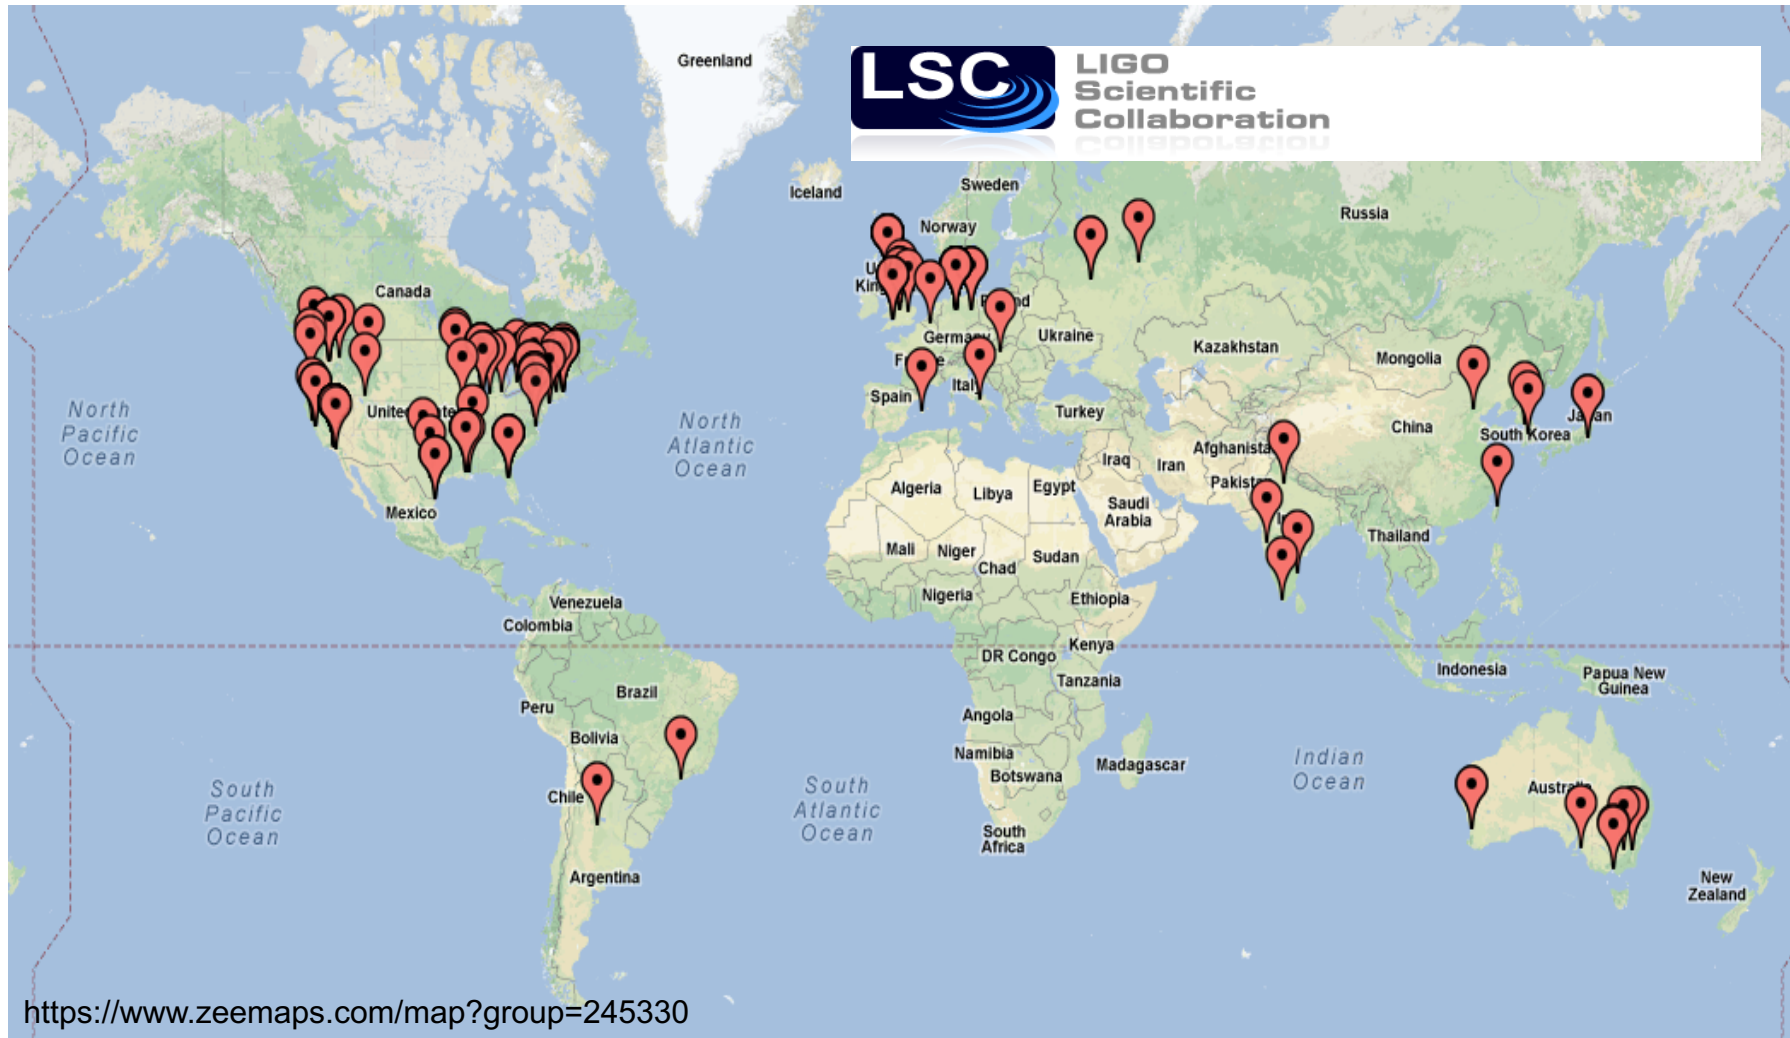 Greenland
LSC
LIGO
Scientific
Collaboration
Iceland
Sweden
Norway
Russia
Canada
Germany
Ukraine
Kazakhstan
Mongolia
Spain
Turkey
China
South Korea
North
Pacific
Ocean
North
Atlantic
Ocean
Iraq
Iran
Algeria
Libya
Egypt
Saudi
Arabia
Mexico
Mali
Niger
Chad
Sudan
Thailand
Nigeria
Ethiopia
Venezuela
Colombia
Kenya
DR Congo
Tanzania
Indonesia
Papua New
Guinea
Brazil
Peru
Angola
Bolivia
Namibia
Botswana
Madagascar
Indian
Ocean
Chile
South
Pacific
Ocean
South
Atlantic
Ocean
South
Africa
Argentina
New
Zealand
https://www.zeemaps.com/map?group=245330